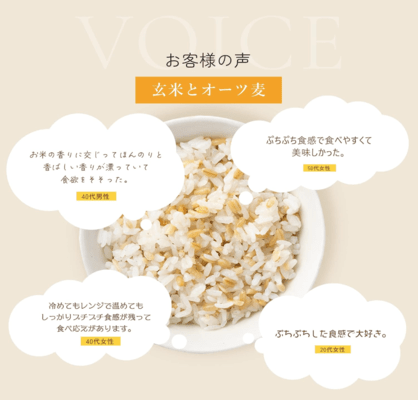 VOICE
お客様の声
玄米とオーツ麦
お米の香りに交じってほんのりと
香ばしい香りが漂っていて
食欲をそそった。
40代男性
ぷちぷち食感で食べやすくて
美味しかった。
50代女性
冷めてもレンジで温めても
しっかりプチプチ食感が残って
食べ応えがあります。
40代女性
ぷちぷちした食感で大好き。
20代女性